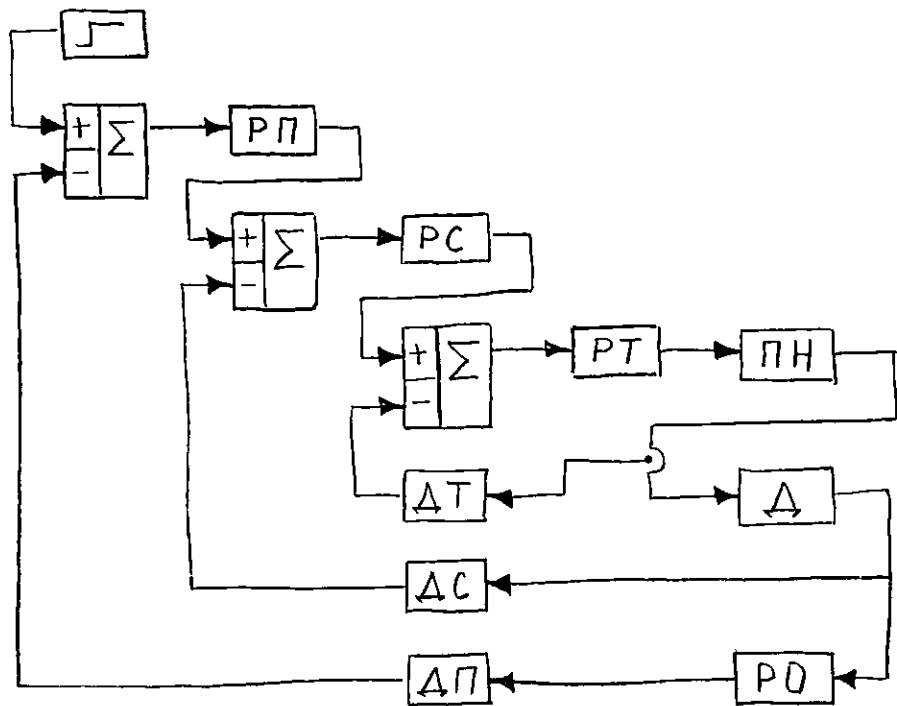 + Σ РП
-
+ Σ РС
-
+ Σ РТ ПН
-
ДТ Д
ДС
ДП РО